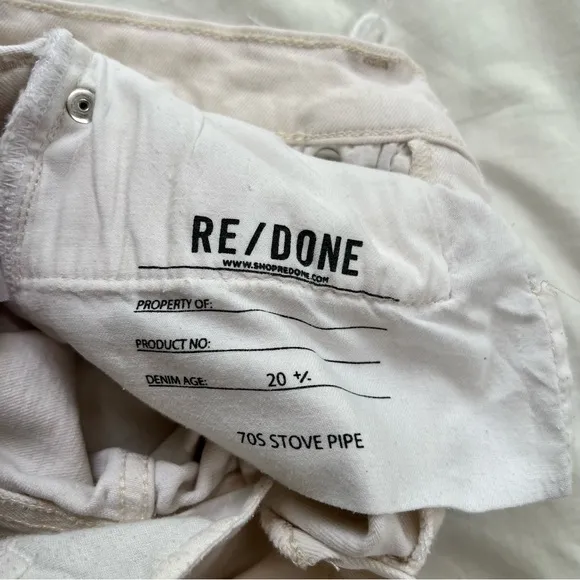 RE/DONE
WWW.SHOPREDONE.COM
PROPERTY OF:
PRODUCT NO:
DENIM AGE: 20 +/-
70S STOVE PIPE